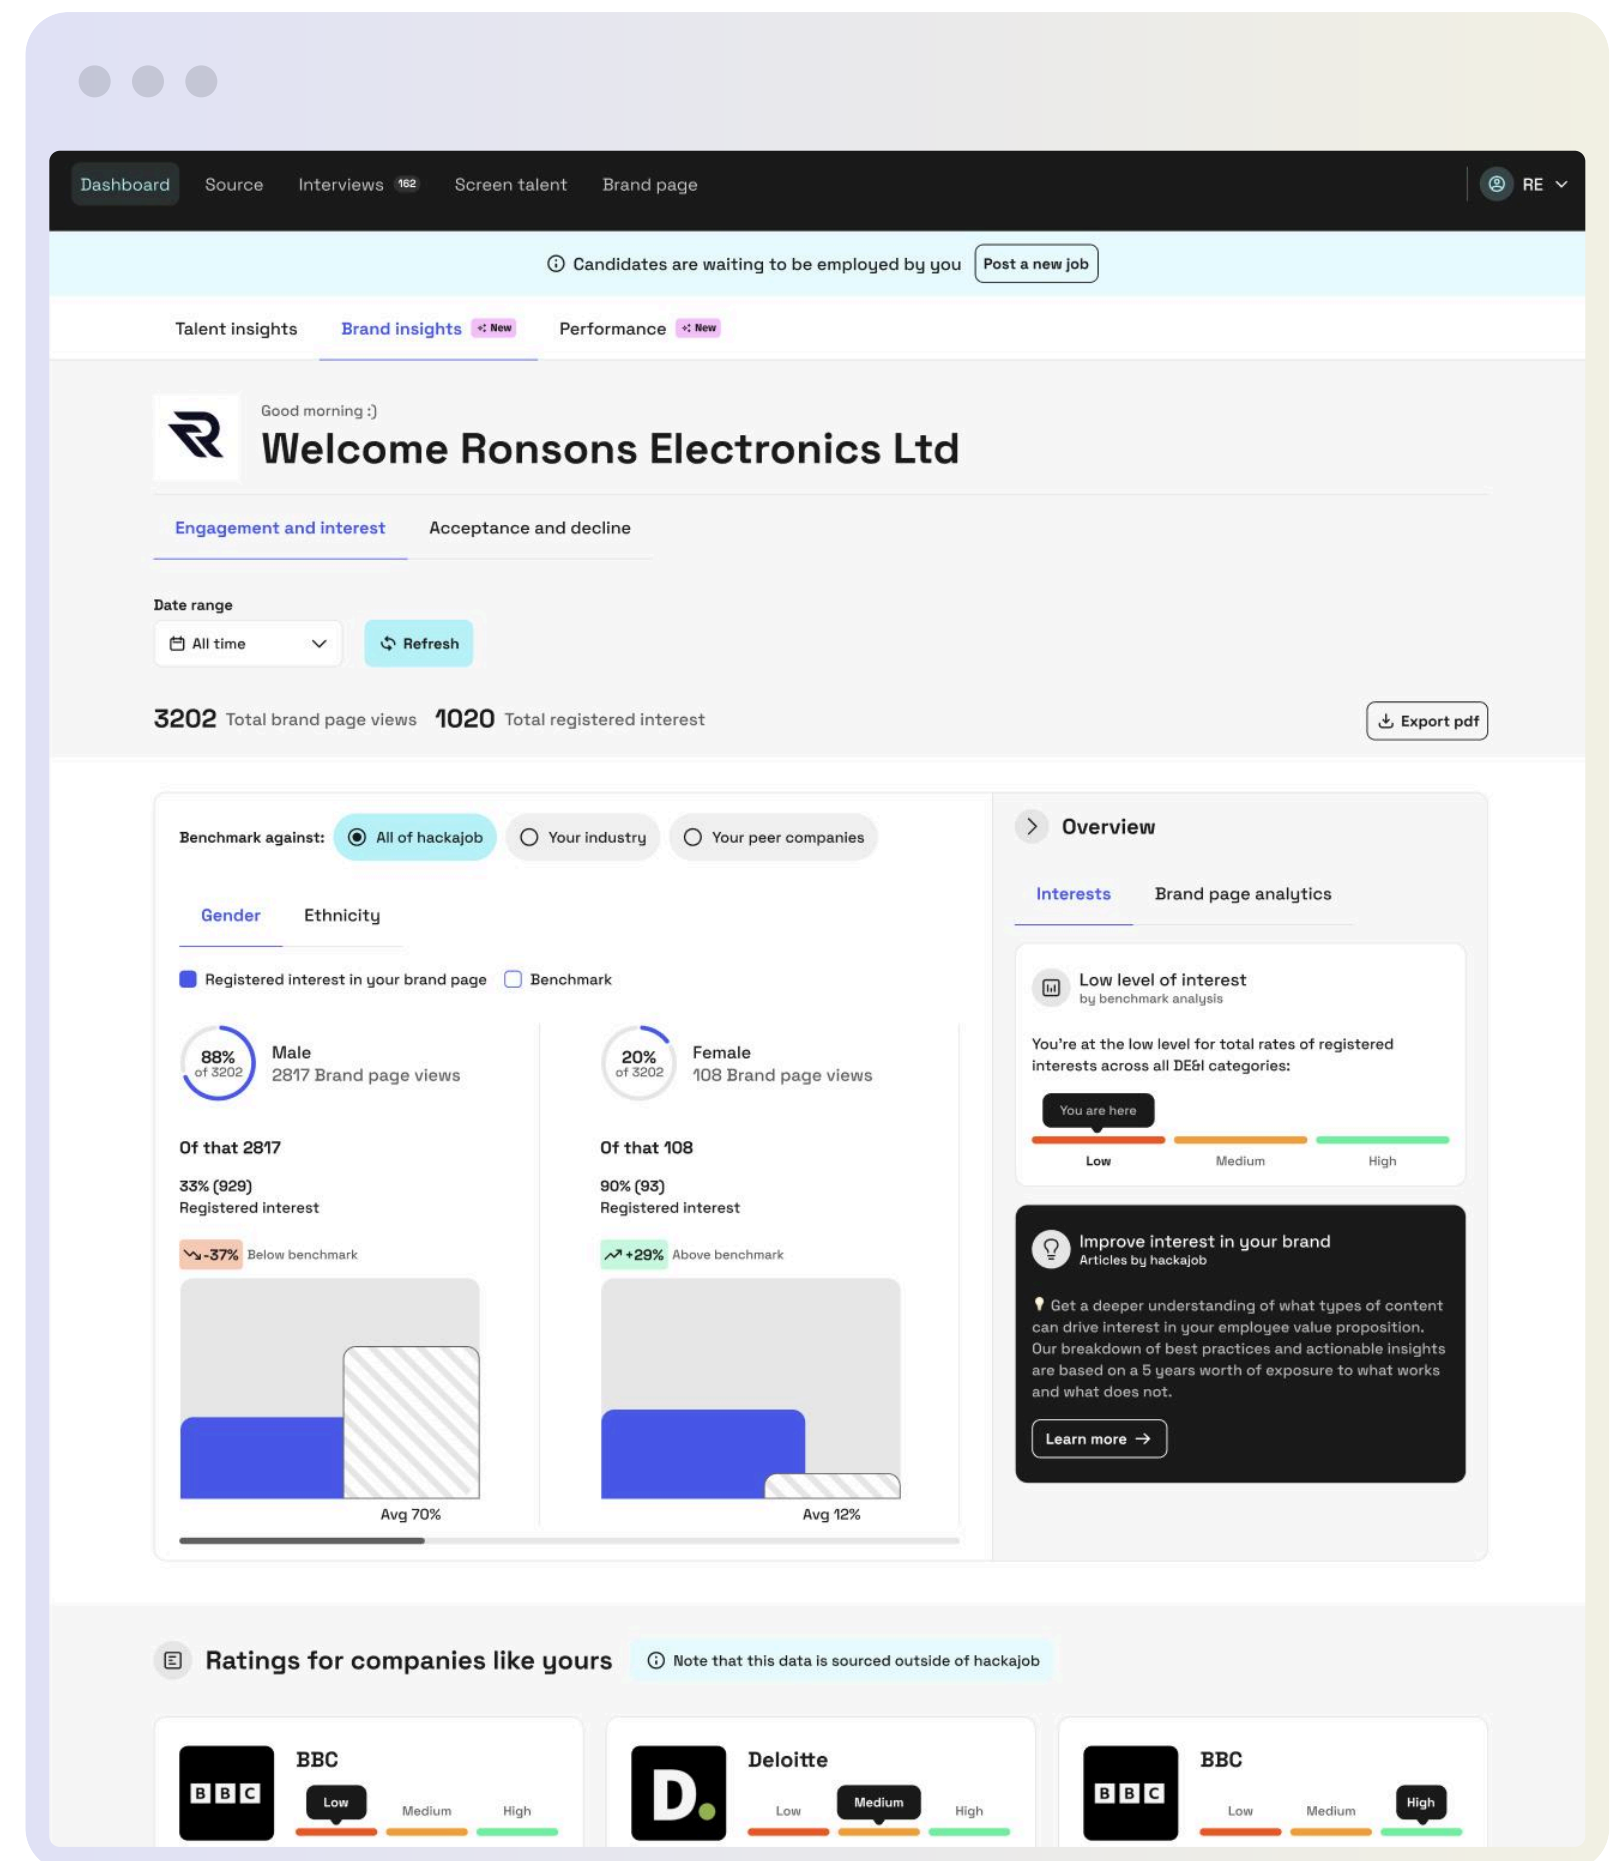 Dashboard Source Interviews 162 Screen talent Brand page RE
Candidates are waiting to be employed by you Post a new job
Talent insights Brand insights New Performance New
Good morning :)
Welcome Ronsons Electronics Ltd
Engagement and interest Acceptance and decline
Date range
All time Refresh
3202 Total brand page views 1020 Total registered interest Export pdf
Benchmark against: All of hackajob Your industry Your peer companies
Gender Ethnicity
Registered interest in your brand page Benchmark
88%
of 3202
Male
2817 Brand page views
20%
of 3202
Female
108 Brand page views
Of that 2817
33% (929)
Registered interest
-37% Below benchmark
Avg 70%
Of that 108
90% (93)
Registered interest
+29% Above benchmark
Avg 12%
Overview
Interests Brand page analytics
Low level of interest
by benchmark analysis
You're at the low level for total rates of registered
interests across all DE&I categories:
You are here
Low Medium High
Improve interest in your brand
Articles by hackajob
Get a deeper understanding of what types of content
can drive interest in your employee value proposition.
Our breakdown of best practices and actionable insights
are based on a 5 years worth of exposure to what works
and what does not.
Learn more
Ratings for companies like yours Note that this data is sourced outside of hackajob
BBC
BBC
Low Medium High
D.
Deloitte
Low Medium High
BBC
BBC
Low Medium High